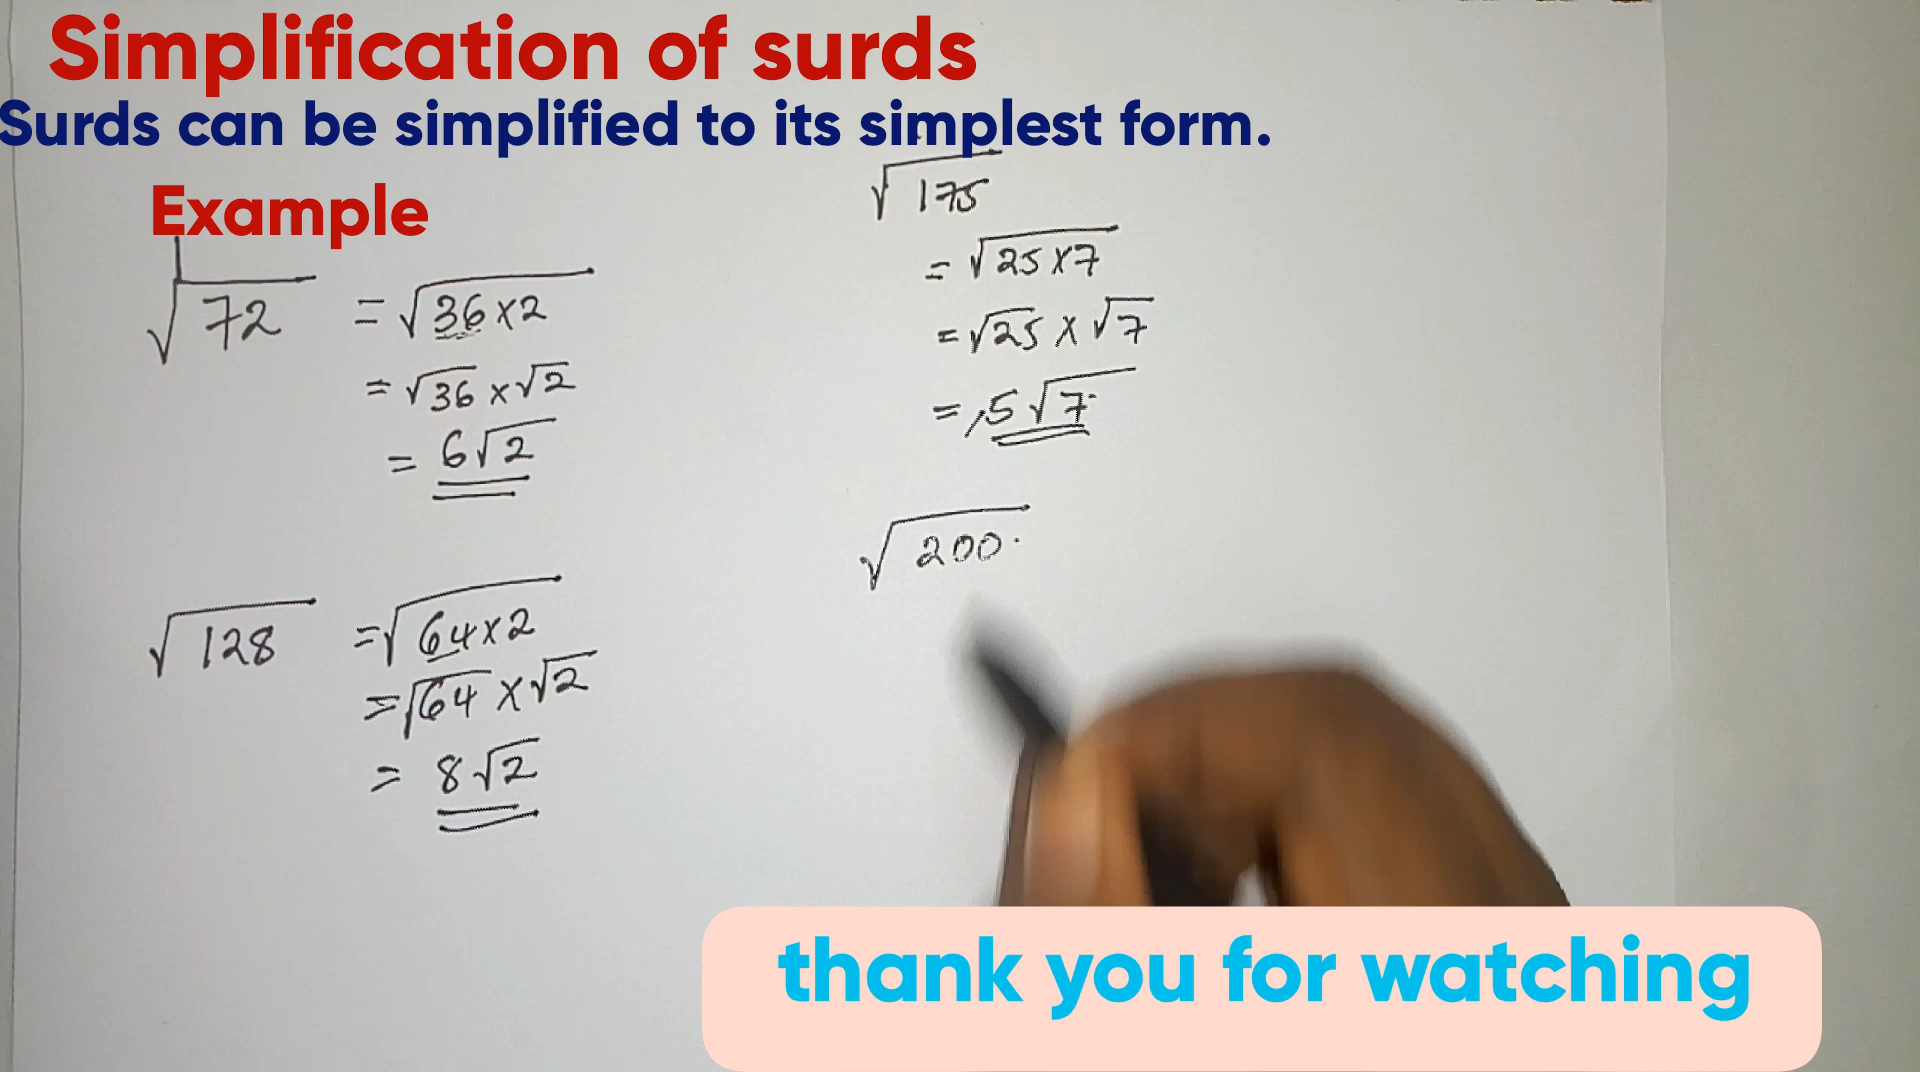 Simplification of surds
Surds can be simplified to its simplest form.
Example
√72 = √36×2
= √36 × √2
= 6√2
√128 = √64×2
= √64 × √2
= 8√2
√175
= √25×7
= √25 × √7
= 5√7
√200
thank you for watching